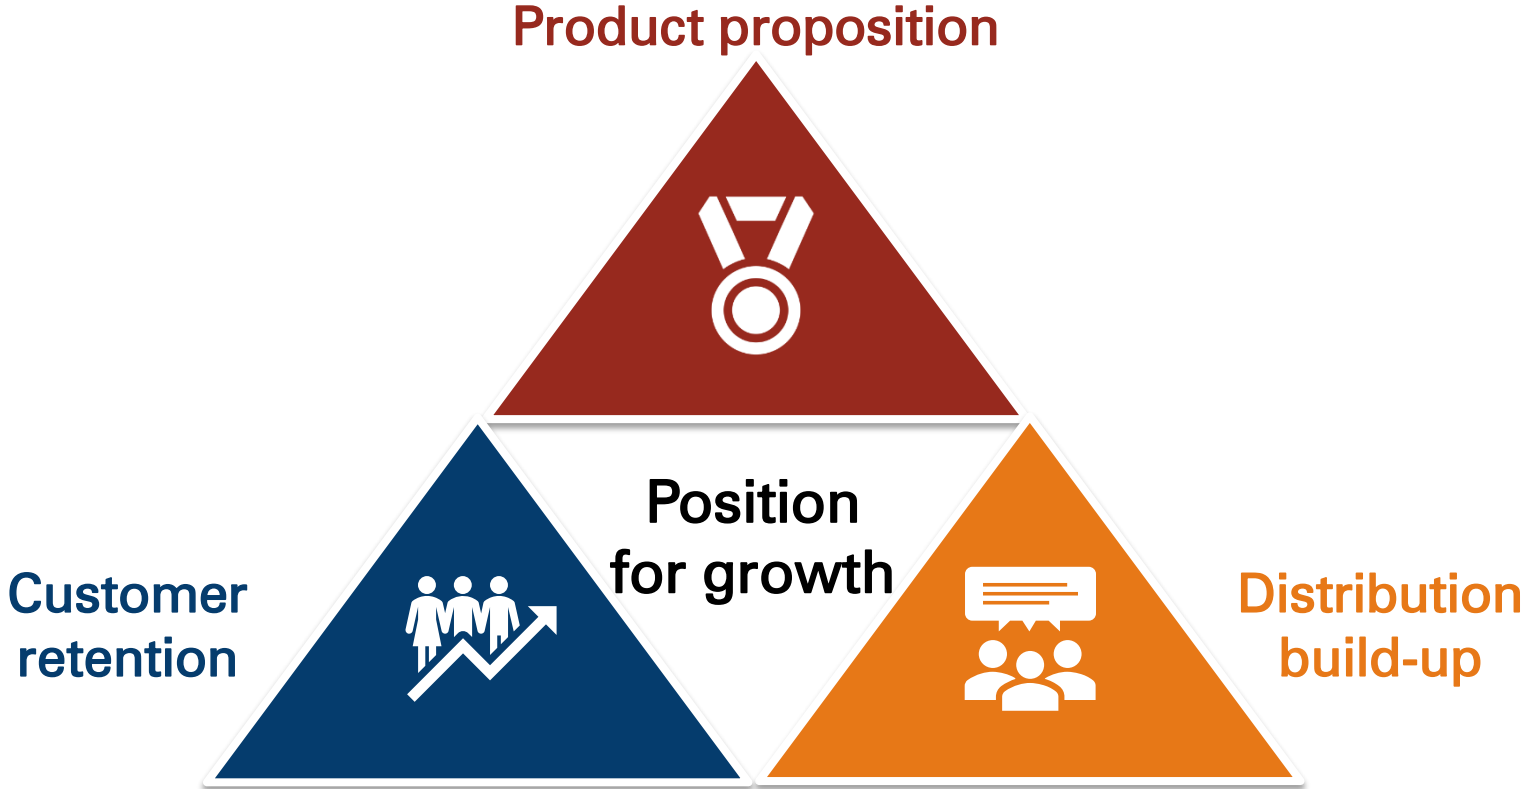 Product proposition
Position
for growth
Customer
retention
Distribution
build-up